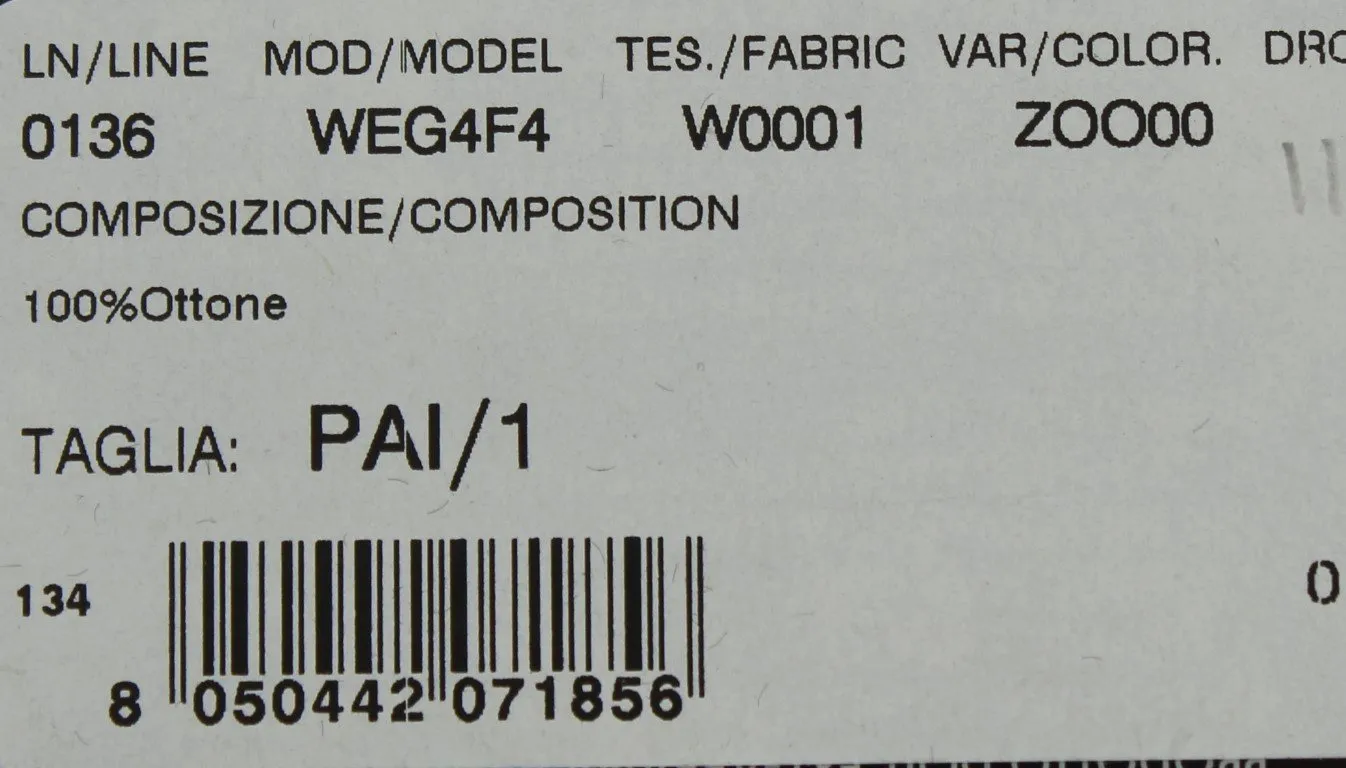 LN/LINE MOD/MODEL TES./FABRIC VAR/COLOR.
0136 WEG4F4 W0001 ZOO00
COMPOSIZIONE/COMPOSITION
100%Ottone
TAGLIA: PAI/1
134
0
8 050442 071856